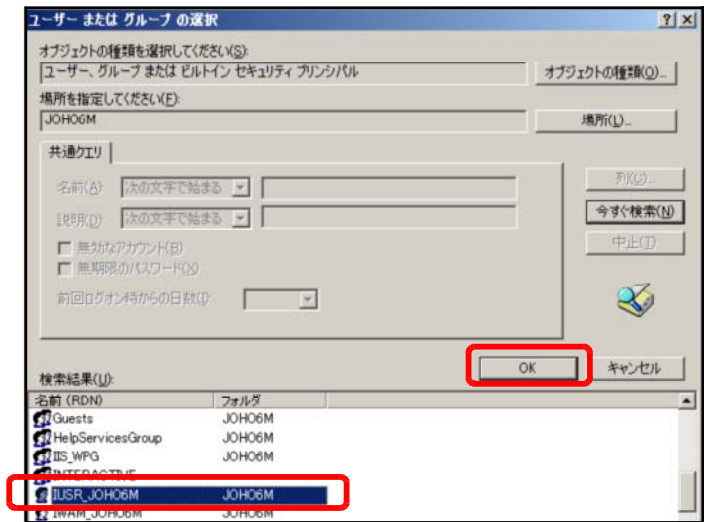 ユーザー または グループ の選択
オブジェクトの種類を選択してください(S):
ユーザー、グループ または ビルトイン セキュリティ プリンシパル
オブジェクトの種類(O)...
場所を指定してください(F):
JOHO6M
場所(L)...
共通クエリ
名前(A):
次の文字で始まる
列(C)...
説明(D):
次の文字で始まる
今すぐ検索(N)
無効なアカウント(B)
中止(T)
無期限のパスワード(X)
前回ログオン時からの日数(I):
OK
キャンセル
検索結果(U):
名前 (RDN) フォルダ
Guests JOHO6M
HelpServicesGroup JOHO6M
IIS_WPG JOHO6M
INTERACTIVE
IUSR_JOHO6M JOHO6M
IWAM_JOHO6M JOHO6M